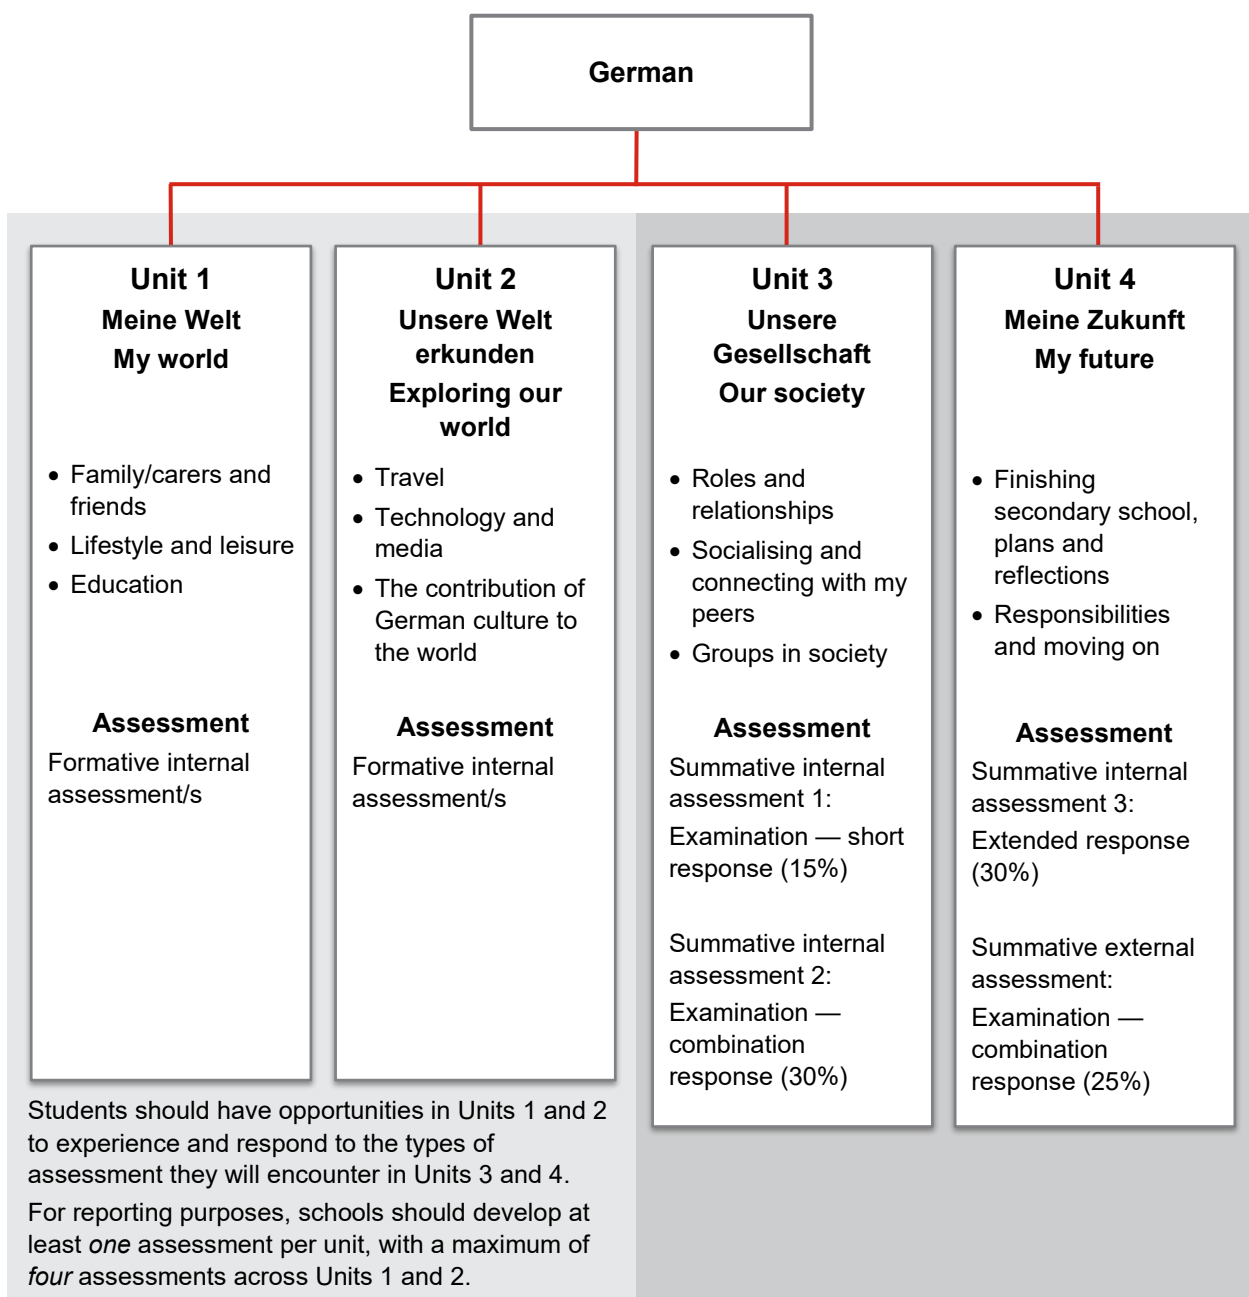 German
Unit 1
Meine Welt
My world
• Family/carers and
friends
• Lifestyle and leisure
• Education
Assessment
Formative internal
assessment/s
Unit 2
Unsere Welt
erkunden
Exploring our
world
• Travel
• Technology and
media
• The contribution of
German culture to
the world
Assessment
Formative internal
assessment/s
Unit 3
Unsere
Gesellschaft
Our society
• Roles and
relationships
• Socialising and
connecting with my
peers
• Groups in society
Assessment
Summative internal
assessment 1:
Examination — short
response (15%)
Summative internal
assessment 2:
Examination —
combination
response (30%)
Unit 4
Meine Zukunft
My future
• Finishing
secondary school,
plans and
reflections
• Responsibilities
and moving on
Assessment
Summative internal
assessment 3:
Extended response
(30%)
Summative external
assessment:
Examination —
combination
response (25%)
Students should have opportunities in Units 1 and 2
to experience and respond to the types of
assessment they will encounter in Units 3 and 4.
For reporting purposes, schools should develop at
least one assessment per unit, with a maximum of
four assessments across Units 1 and 2.